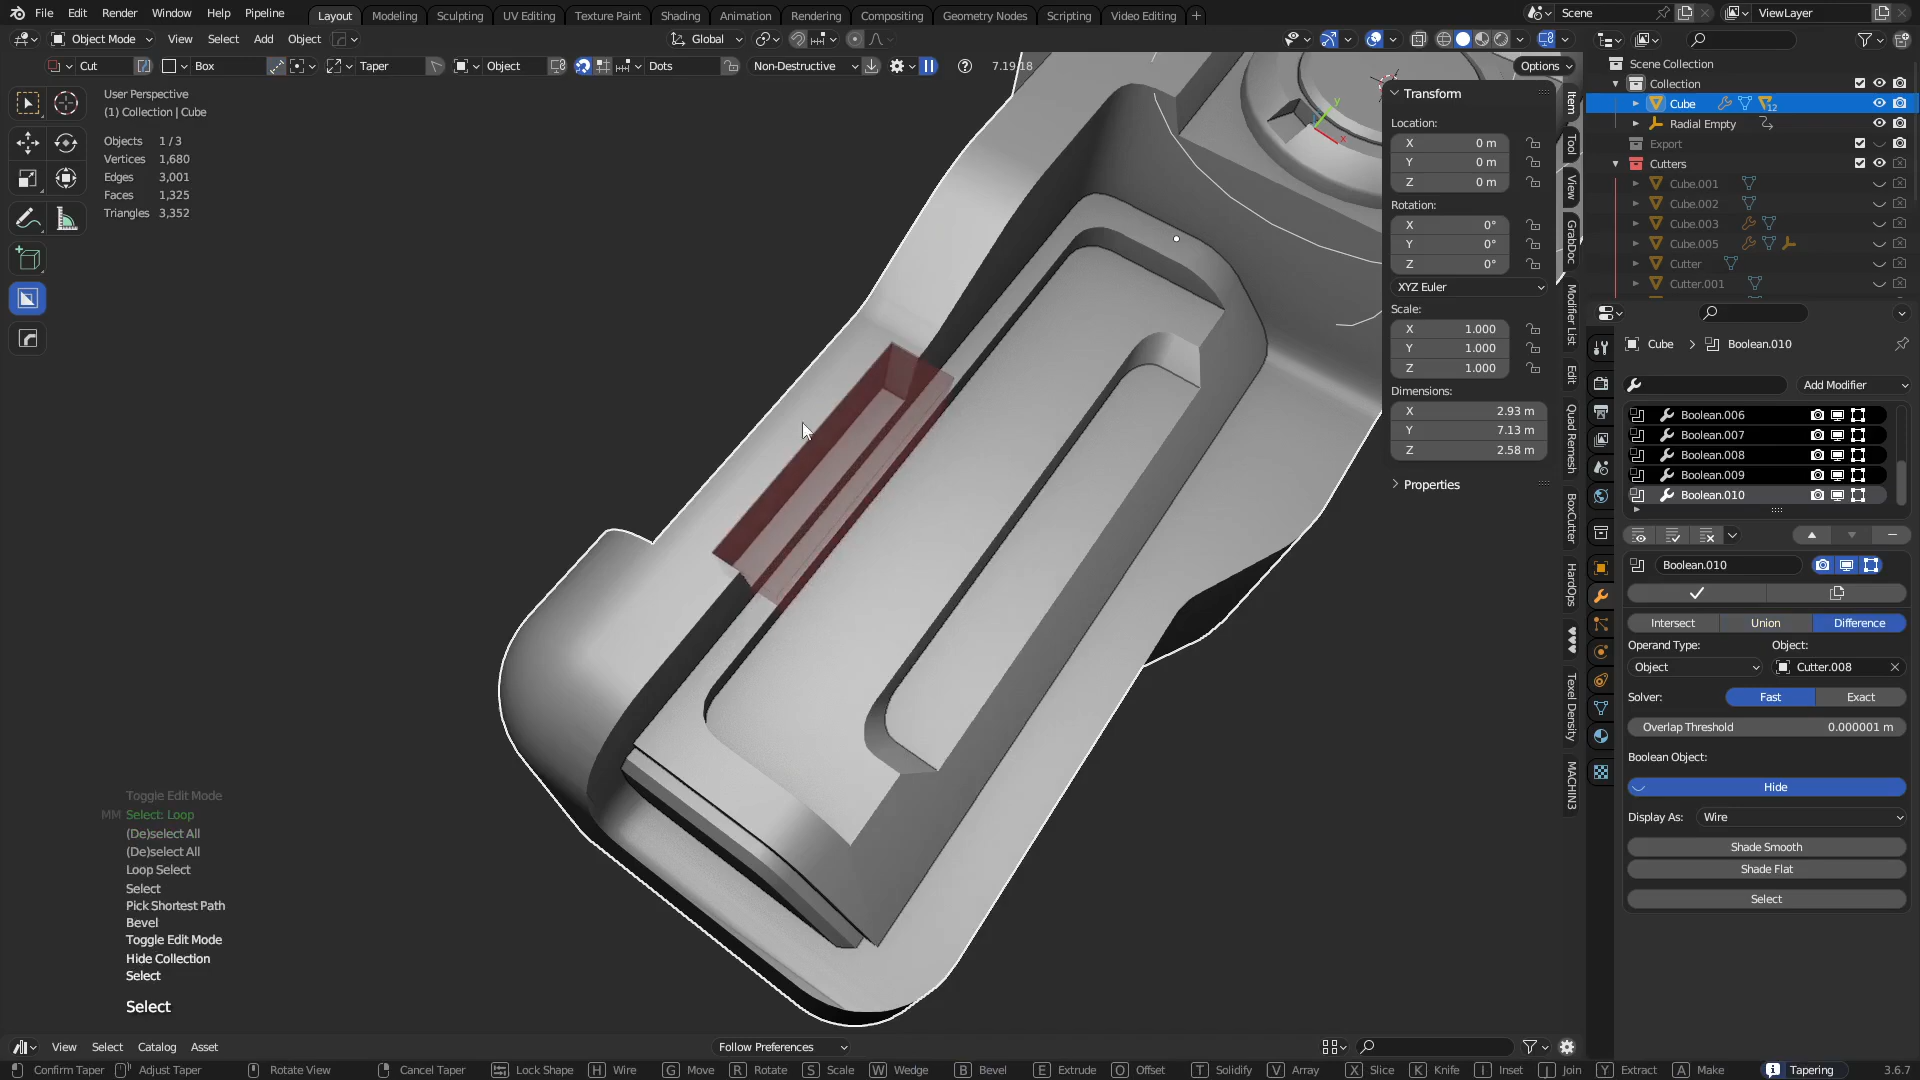 File Edit Render Window Help Pipeline Layout Modeling Sculpting UV Editing Texture Paint Shading Animation Rendering Compositing Geometry Nodes Scripting Video Editing + Scene ViewLayer
Object Mode View Select Add Object Global
Cut Box Taper Object Dots Non-Destructive 7.19.18 Options
User Perspective
(1) Collection | Cube
Objects 1 / 3
Vertices 1,680
Edges 3,001
Faces 1,325
Triangles 3,352
Toggle Edit Mode
MM Select: Loop
(De)select All
(De)select All
Loop Select
Select
Pick Shortest Path
Bevel
Toggle Edit Mode
Hide Collection
Select
Select
y
x
Transform
Location:
X 0 m
Y 0 m
Z 0 m
Rotation:
X 0°
Y 0°
Z 0°
XYZ Euler
Scale:
X 1.000
Y 1.000
Z 1.000
Dimensions:
X 2.93 m
Y 7.13 m
Z 2.58 m
Properties
Item
Tool
View
GrabDoc
Modifier List
Edit
Quad Remesh
BoxCutter
HardOps
Texel Density
MACHIN3
Scene Collection
Collection
Cube 12
Radial Empty
Export
Cutters
Cube.001
Cube.002
Cube.003
Cube.005
Cutter
Cutter.001
Cube Boolean.010
Add Modifier
Boolean.006
Boolean.007
Boolean.008
Boolean.009
Boolean.010
Boolean.010
Intersect Union Difference
Operand Type: Object:
Object Cutter.008
Solver: Fast Exact
Overlap Threshold 0.000001 m
Boolean Object:
Hide
Display As: Wire
Shade Smooth
Shade Flat
Select
View Select Catalog Asset Follow Preferences
Confirm Taper Adjust Taper Rotate View Cancel Taper Lock Shape H Wire G Move R Rotate S Scale W Wedge B Bevel E Extrude O Offset T Solidify V Array X Slice K Knife I Inset J Join Y Extract A Make Tapering 3.6.7